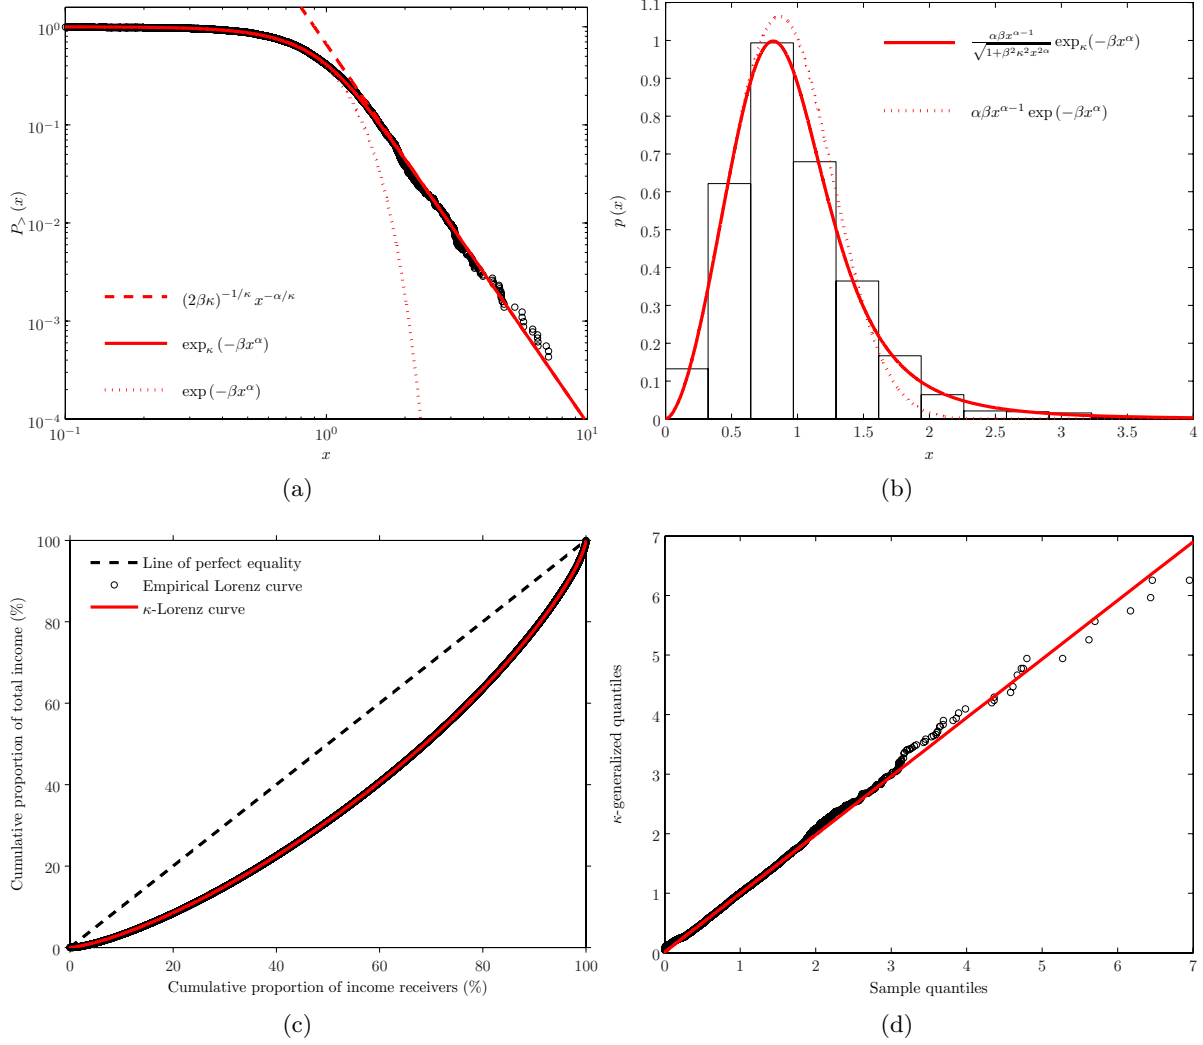 10^0
10^{-1}
10^{-2}
10^{-3}
10^{-4}
P_>(x)
(2βκ)^{-1/κ} x^{-α/κ}
exp_κ(−βx^α)
exp(−βx^α)
10^{-1} 10^0 10^1
x
(a)
1.1
1
0.9
0.8
0.7
0.6
0.5
0.4
0.3
0.2
0.1
0
p(x)
\frac{αβx^{α−1}}{\sqrt{1+β^2κ^2x^{2α}}} exp_κ(−βx^α)
αβx^{α−1} exp(−βx^α)
0 0.5 1 1.5 2 2.5 3 3.5 4
x
(b)
100
80
60
40
20
0
Cumulative proportion of total income (%)
Line of perfect equality
Empirical Lorenz curve
κ-Lorenz curve
0 20 40 60 80 100
Cumulative proportion of income receivers (%)
(c)
7
6
5
4
3
2
1
0
κ-generalized quantiles
0 1 2 3 4 5 6 7
Sample quantiles
(d)